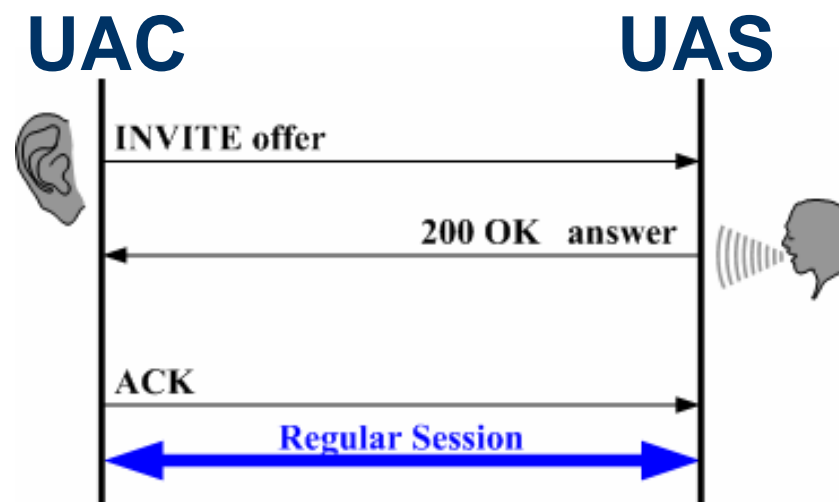 UAC UAS
INVITE offer
200 OK answer
ACK
Regular Session